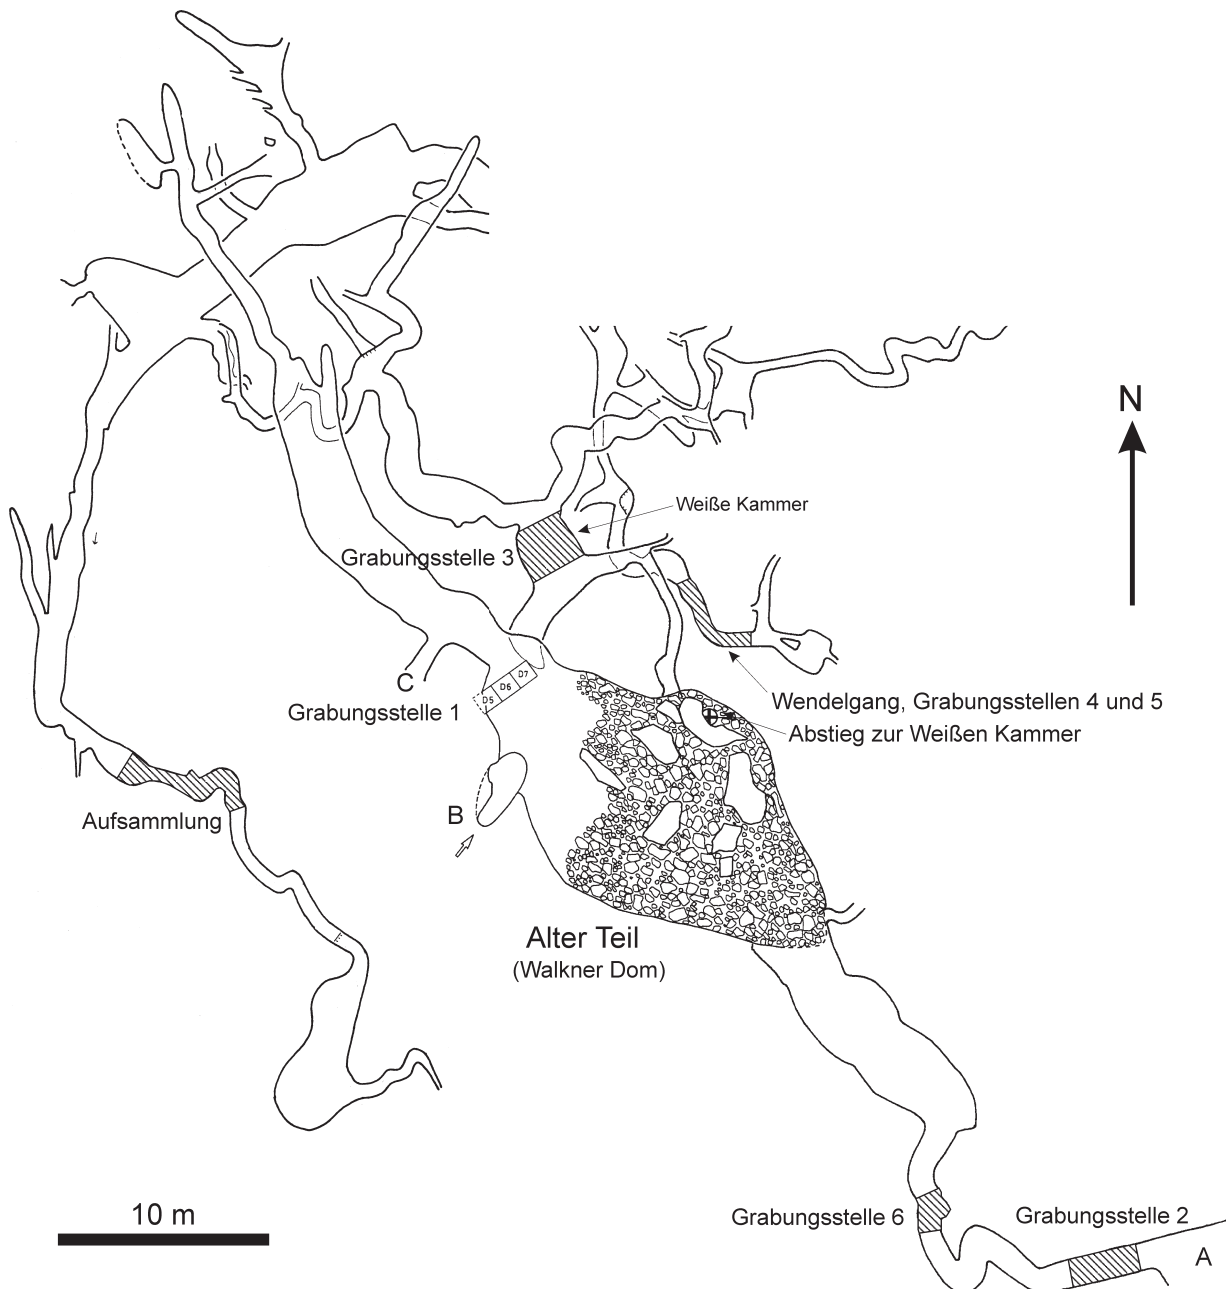 N
Weiße Kammer
Grabungsstelle 3
C
D5 D6 D7
Grabungsstelle 1
Wendelgang, Grabungsstellen 4 und 5
Abstieg zur Weißen Kammer
B
Aufsammlung
Alter Teil
(Walkner Dom)
10 m
Grabungsstelle 6
Grabungsstelle 2
A